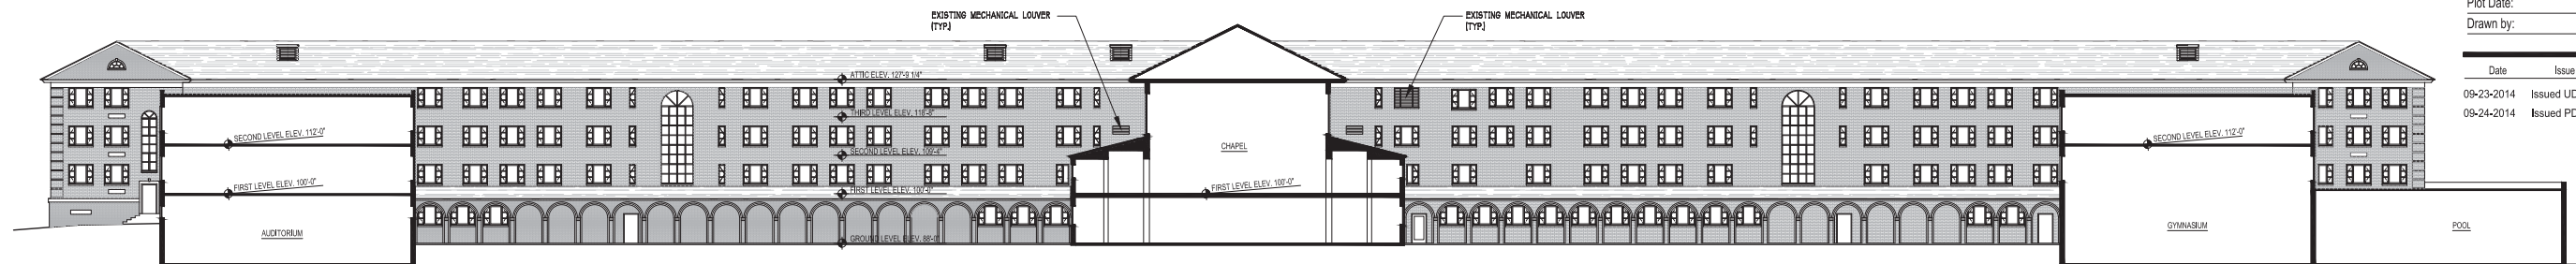 EXISTING MECHANICAL LOUVER
(TYP.)
EXISTING MECHANICAL LOUVER
(TYP.)
Plot Date:
Drawn by:
Date Issue
09-23-2014 Issued UD
09-24-2014 Issued PD
ATTIC ELEV. 127'-9 1/4"
THIRD LEVEL ELEV. 118'-8"
SECOND LEVEL ELEV. 112'-0"
SECOND LEVEL ELEV. 109'-4"
CHAPEL
SECOND LEVEL ELEV. 112'-0"
FIRST LEVEL ELEV. 100'-0"
FIRST LEVEL ELEV. 100'-0"
FIRST LEVEL ELEV. 100'-0"
AUDITORIUM
GROUND LEVEL ELEV. 88'-0"
GYMNASIUM
POOL